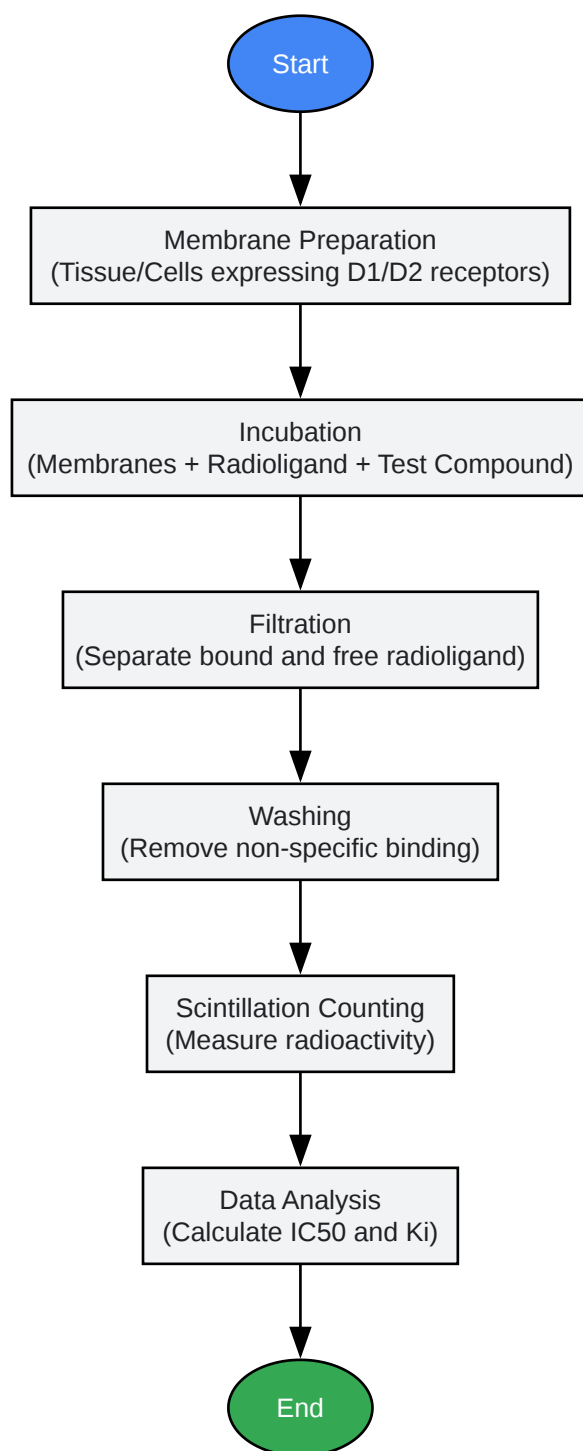 Start
Membrane Preparation
(Tissue/Cells expressing D1/D2 receptors)
Incubation
(Membranes + Radioligand + Test Compound)
Filtration
(Separate bound and free radioligand)
Washing
(Remove non-specific binding)
Scintillation Counting
(Measure radioactivity)
Data Analysis
(Calculate IC50 and Ki)
End